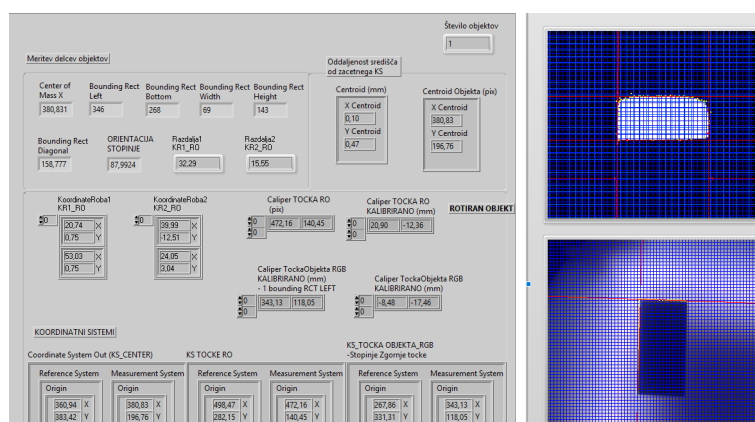 Število objektov
1
Meritev delcev objektov
Oddaljenost središča
od zacetnega KS
Center of
Mass X
380,831
Bounding Rect
Left
346
Bounding Rect
Bottom
268
Bounding Rect
Width
69
Bounding Rect
Height
143
Centroid (mm)
X Centroid
0,10
Y Centroid
0,47
Centroid Objekta (pix)
X Centroid
380,83
Y Centroid
196,76
Bounding Rect
Diagonal
158,777
ORIENTACIJA
STOPINJE
87,9924
Razdalja1
KR1_RO
32,29
Razdalja2
KR2_RO
15,55
KoordinateRoba1
KR1_RO
0
20,74 X
0,75 Y
53,03 X
0,75 Y
KoordinateRoba2
KR2_RO
0
39,99 X
-12,51 Y
24,05 X
3,04 Y
Caliper TOCKA RO
(pix)
0 472,16 140,45
0
Caliper TOCKA RO
KALIBRIRANO (mm)
0 20,90 -12,36
0
ROTIRAN OBJEKT
Caliper TockaObjekta RGB
KALIBRIRANO (mm)
- 1 bounding RCT LEFT
0 343,13 118,05
0
Caliper TockaObjekta RGB
KALIBRIRANO (mm)
0 -8,48 -17,46
0
KOORDINATNI SISTEMI
Coordinate System Out (KS_CENTER)
Reference System
Origin
360,94 X
383,42 Y
Measurement System
Origin
380,83 X
196,76 Y
KS TOCKE RO
Reference System
Origin
498,47 X
282,15 Y
Measurement System
Origin
472,16 X
140,45 Y
KS_TOCKA OBJEKTA_RGB
-Stopinje Zgornje tocke
Reference System
Origin
267,86 X
331,31 Y
Measurement System
Origin
343,13 X
118,05 Y